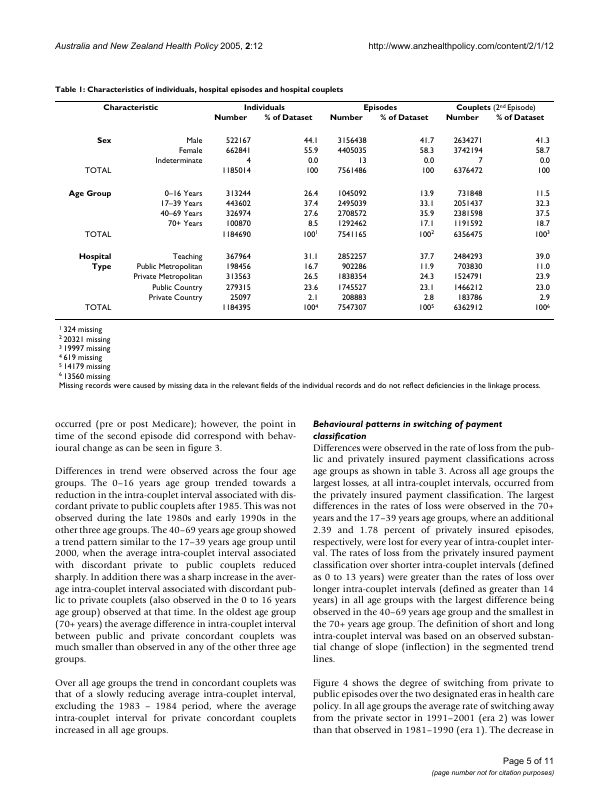 Australia and New Zealand Health Policy 2005, 2:12
http://www.anzhealthpolicy.com/content/2/1/12
Table 1: Characteristics of individuals, hospital episodes and hospital couplets
Characteristic Individuals Episodes Couplets (2nd Episode)
Number % of Dataset Number % of Dataset Number % of Dataset
Sex Male 522167 44.1 3156438 41.7 2634271 41.3
Female 662841 55.9 4405035 58.3 3742194 58.7
Indeterminate 4 0.0 13 0.0 7 0.0
TOTAL 1185014 100 7561486 100 6376472 100
Age Group 0–16 Years 313244 26.4 1045092 13.9 731848 11.5
17–39 Years 443602 37.4 2495039 33.1 2051437 32.3
40–69 Years 326974 27.6 2708572 35.9 2381598 37.5
70+ Years 100870 8.5 1292462 17.1 1191592 18.7
TOTAL 1184690 100¹ 7541165 100² 6356475 100³
Hospital Teaching 367964 31.1 2852257 37.7 2484293 39.0
Type Public Metropolitan 198456 16.7 902286 11.9 703830 11.0
Private Metropolitan 313563 26.5 1838354 24.3 1524791 23.9
Public Country 279315 23.6 1745527 23.1 1466212 23.0
Private Country 25097 2.1 208883 2.8 183786 2.9
TOTAL 1184395 100⁴ 7547307 100⁵ 6362912 100⁶
¹ 324 missing
² 20321 missing
³ 19997 missing
⁴ 619 missing
⁵ 14179 missing
⁶ 13560 missing
Missing records were caused by missing data in the relevant fields of the individual records and do not reflect deficiencies in the linkage process.
occurred (pre or post Medicare); however, the point in
time of the second episode did correspond with behav-
ioural change as can be seen in figure 3.
Differences in trend were observed across the four age
groups. The 0–16 years age group trended towards a
reduction in the intra-couplet interval associated with dis-
cordant private to public couplets after 1985. This was not
observed during the late 1980s and early 1990s in the
other three age groups. The 40–69 years age group showed
a trend pattern similar to the 17–39 years age group until
2000, when the average intra-couplet interval associated
with discordant private to public couplets reduced
sharply. In addition there was a sharp increase in the aver-
age intra-couplet interval associated with discordant pub-
lic to private couplets (also observed in the 0 to 16 years
age group) observed at that time. In the oldest age group
(70+ years) the average difference in intra-couplet interval
between public and private concordant couplets was
much smaller than observed in any of the other three age
groups.
Over all age groups the trend in concordant couplets was
that of a slowly reducing average intra-couplet interval,
excluding the 1983 – 1984 period, where the average
intra-couplet interval for private concordant couplets
increased in all age groups.
Behavioural patterns in switching of payment
classification
Differences were observed in the rate of loss from the pub-
lic and privately insured payment classifications across
age groups as shown in table 3. Across all age groups the
largest losses, at all intra-couplet intervals, occurred from
the privately insured payment classification. The largest
differences in the rates of loss were observed in the 70+
years and the 17–39 years age groups, where an additional
2.39 and 1.78 percent of privately insured episodes,
respectively, were lost for every year of intra-couplet inter-
val. The rates of loss from the privately insured payment
classification over shorter intra-couplet intervals (defined
as 0 to 13 years) were greater than the rates of loss over
longer intra-couplet intervals (defined as greater than 14
years) in all age groups with the largest difference being
observed in the 40–69 years age group and the smallest in
the 70+ years age group. The definition of short and long
intra-couplet interval was based on an observed substan-
tial change of slope (inflection) in the segmented trend
lines.
Figure 4 shows the degree of switching from private to
public episodes over the two designated eras in health care
policy. In all age groups the average rate of switching away
from the private sector in 1991–2001 (era 2) was lower
than that observed in 1981–1990 (era 1). The decrease in
Page 5 of 11
(page number not for citation purposes)